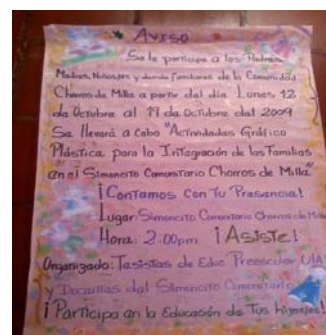 AVISO
Se le participa a los Padres,
Madres, Niños/as y demás familiares de la Comunidad
Chorros de Milla a partir del día Lunes 12
de Octubre al 19 de Octubre del 2009
Se llevará a Cabo "Actividades Gráfico
Plástica para la Integración de las Familias
en el Simoncito Comunitario Chorros de Milla"
¡Contamos Con Tu Presencia!
Lugar: Simoncito Comunitario Chorros de Milla
Hora: 2:00pm ¡Asiste!
Organizado: Tesistas de Educ Preescolar ULA
y Docentes del Simoncito Comunitario
¡Participa en la Educación de Tus hijos/as!